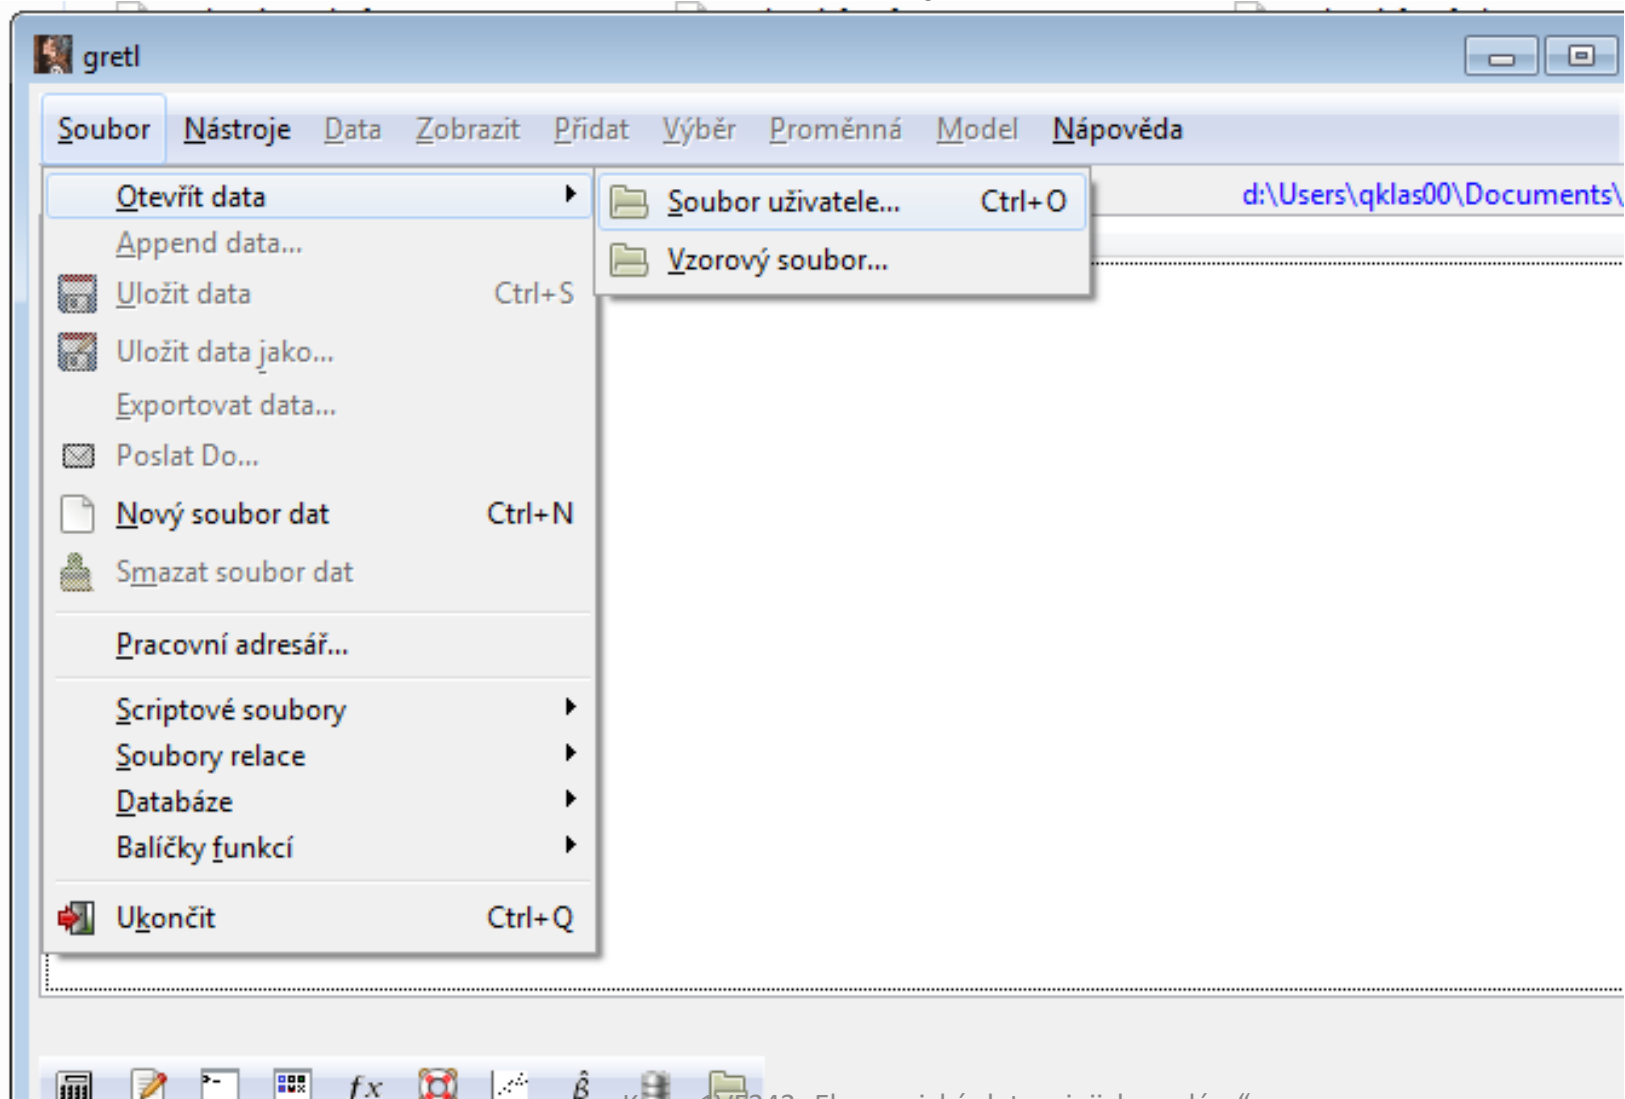 gretl
Soubor Nástroje Data Zobrazit Přidat Výběr Proměnná Model Nápověda
d:\Users\qklas00\Documents\
Otevřít data
Soubor uživatele... Ctrl+O
Vzorový soubor...
Append data...
Uložit data Ctrl+S
Uložit data jako...
Exportovat data...
Poslat Do...
Nový soubor dat Ctrl+N
Smazat soubor dat
Pracovní adresář...
Scriptové soubory
Soubory relace
Databáze
Balíčky funkcí
Ukončit Ctrl+Q
fx β̂